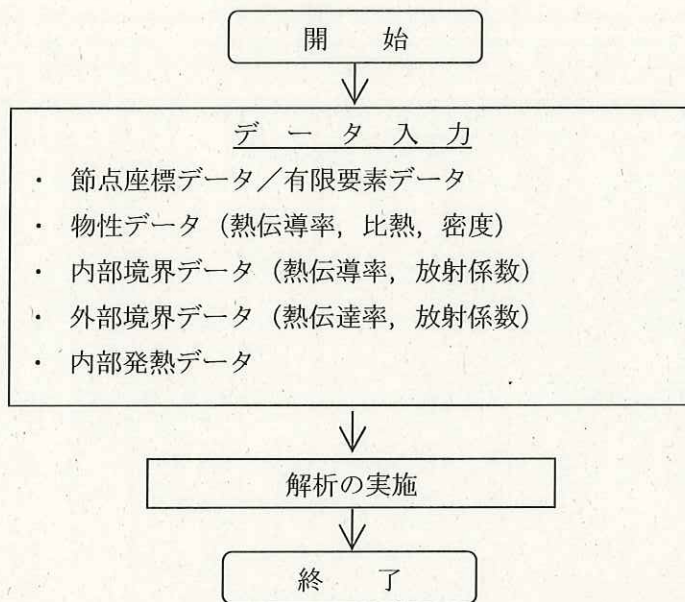 開　始
データ入力
・ 節点座標データ／有限要素データ
・ 物性データ（熱伝導率，比熱，密度）
・ 内部境界データ（熱伝導率，放射係数）
・ 外部境界データ（熱伝達率，放射係数）
・ 内部発熱データ
解析の実施
終　了